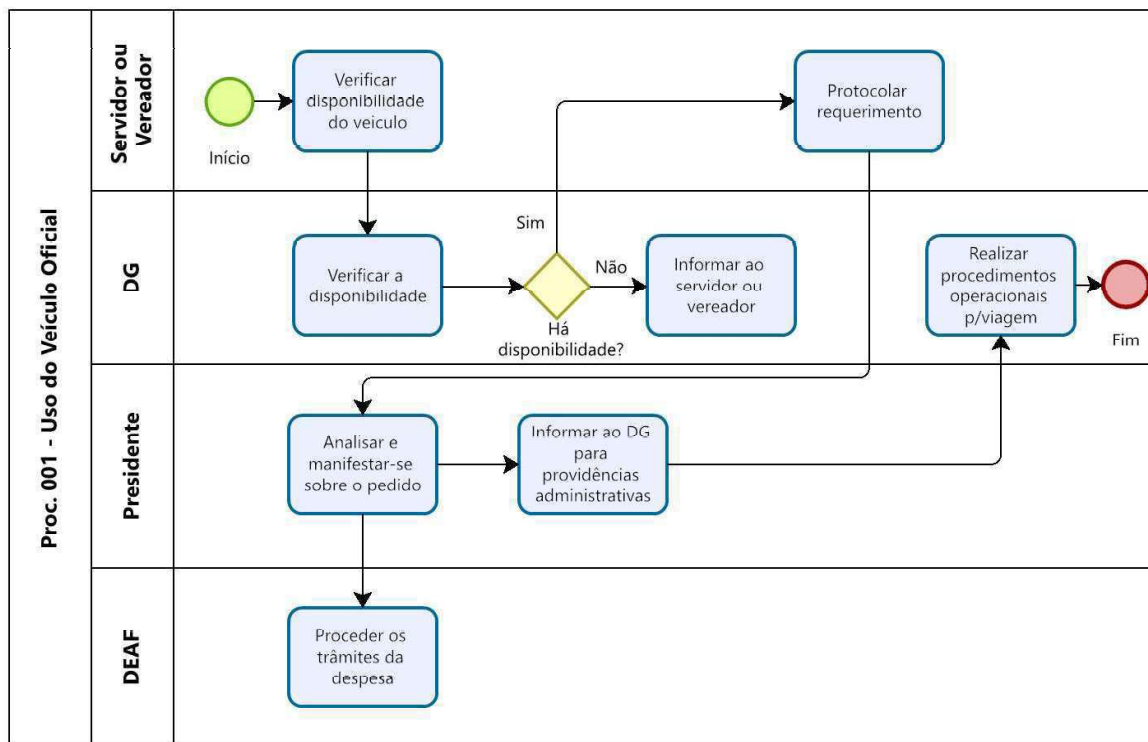 Proc. 001 - Uso do Veículo Oficial
Servidor ou
Vereador
Início
Verificar
disponibilidade
do veiculo
Protocolar
requerimento
DG
Verificar a
disponibilidade
Sim
Não
Há
disponibilidade?
Informar ao
servidor ou
vereador
Realizar
procedimentos
operacionais
p/viagem
Fim
Presidente
Analisar e
manifestar-se
sobre o pedido
Informar ao DG
para
providências
administrativas
DEAF
Proceder os
trâmites da
despesa